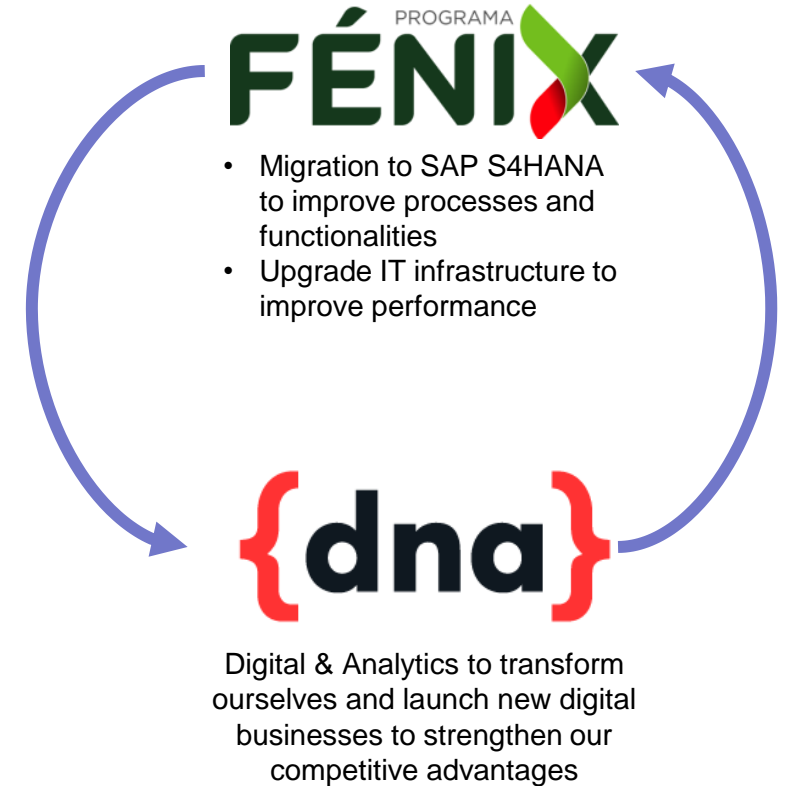 PROGRAMA
FÉNIX
• Migration to SAP S4HANA
to improve processes and
functionalities
• Upgrade IT infrastructure to
improve performance
{dna}
Digital & Analytics to transform
ourselves and launch new digital
businesses to strengthen our
competitive advantages